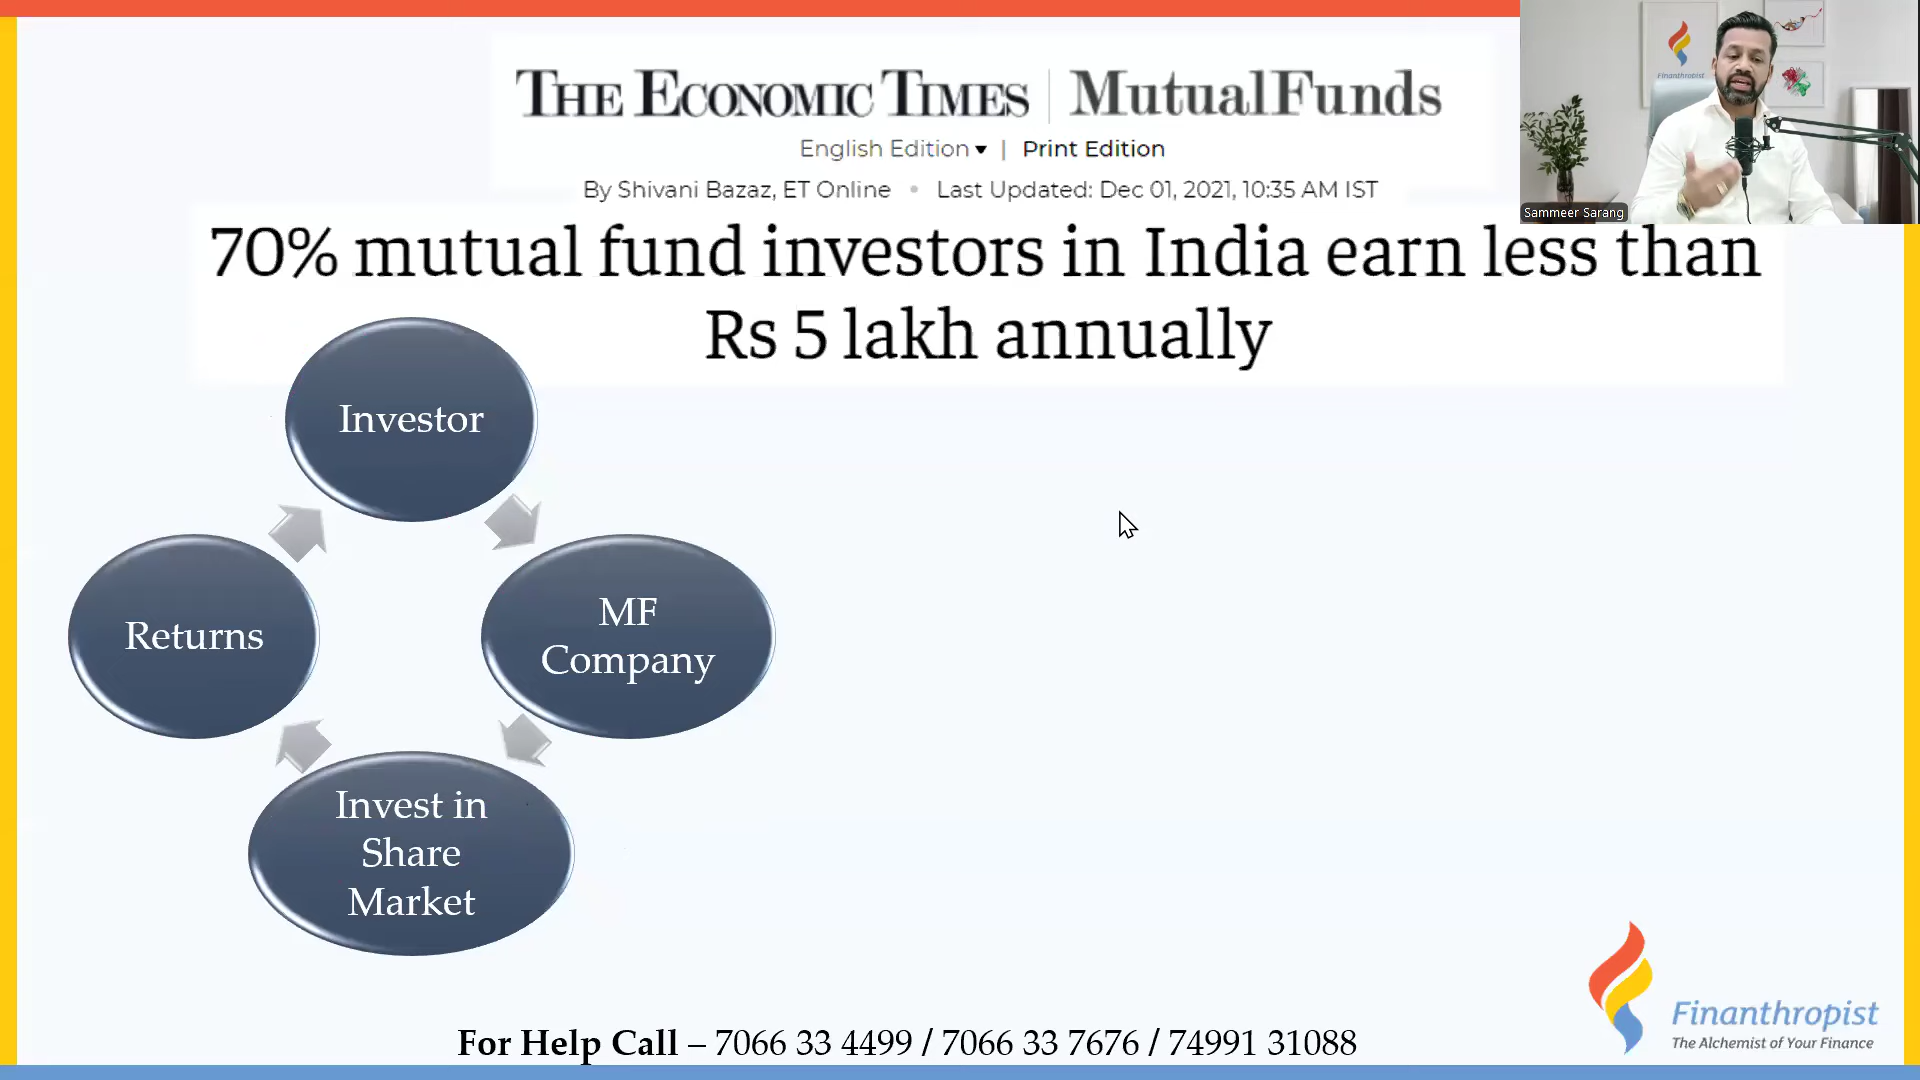 THE ECONOMIC TIMES | MutualFunds
English Edition ▾ | Print Edition
By Shivani Bazaz, ET Online • Last Updated: Dec 01, 2021, 10:35 AM IST
70% mutual fund investors in India earn less than
Rs 5 lakh annually
Finanthropist
Sammeer Sarang
Investor
Returns
MF
Company
Invest in
Share
Market
For Help Call – 7066 33 4499 / 7066 33 7676 / 74991 31088
Finanthropist
The Alchemist of Your Finance